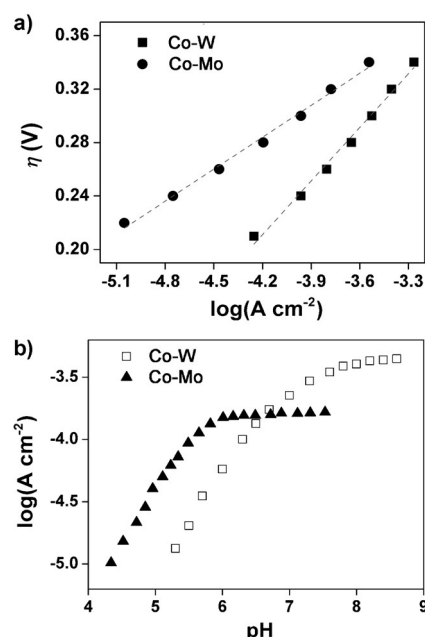 a)
Co-W
Co-Mo
0.36
0.32
0.28
0.24
0.20
η (V)
-5.1 -4.8 -4.5 -4.2 -3.9 -3.6 -3.3
log(A cm⁻²)
b)
Co-W
Co-Mo
-3.5
-4.0
-4.5
-5.0
log(A cm⁻²)
4 5 6 7 8 9
pH